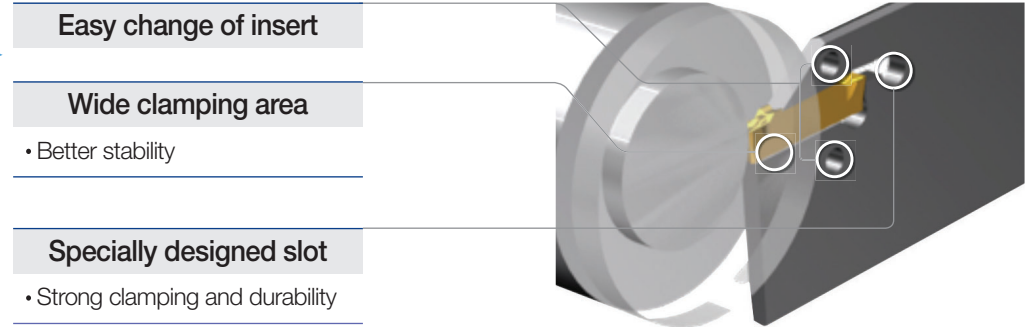 Easy change of insert
Wide clamping area
• Better stability
Specially designed slot
• Strong clamping and durability